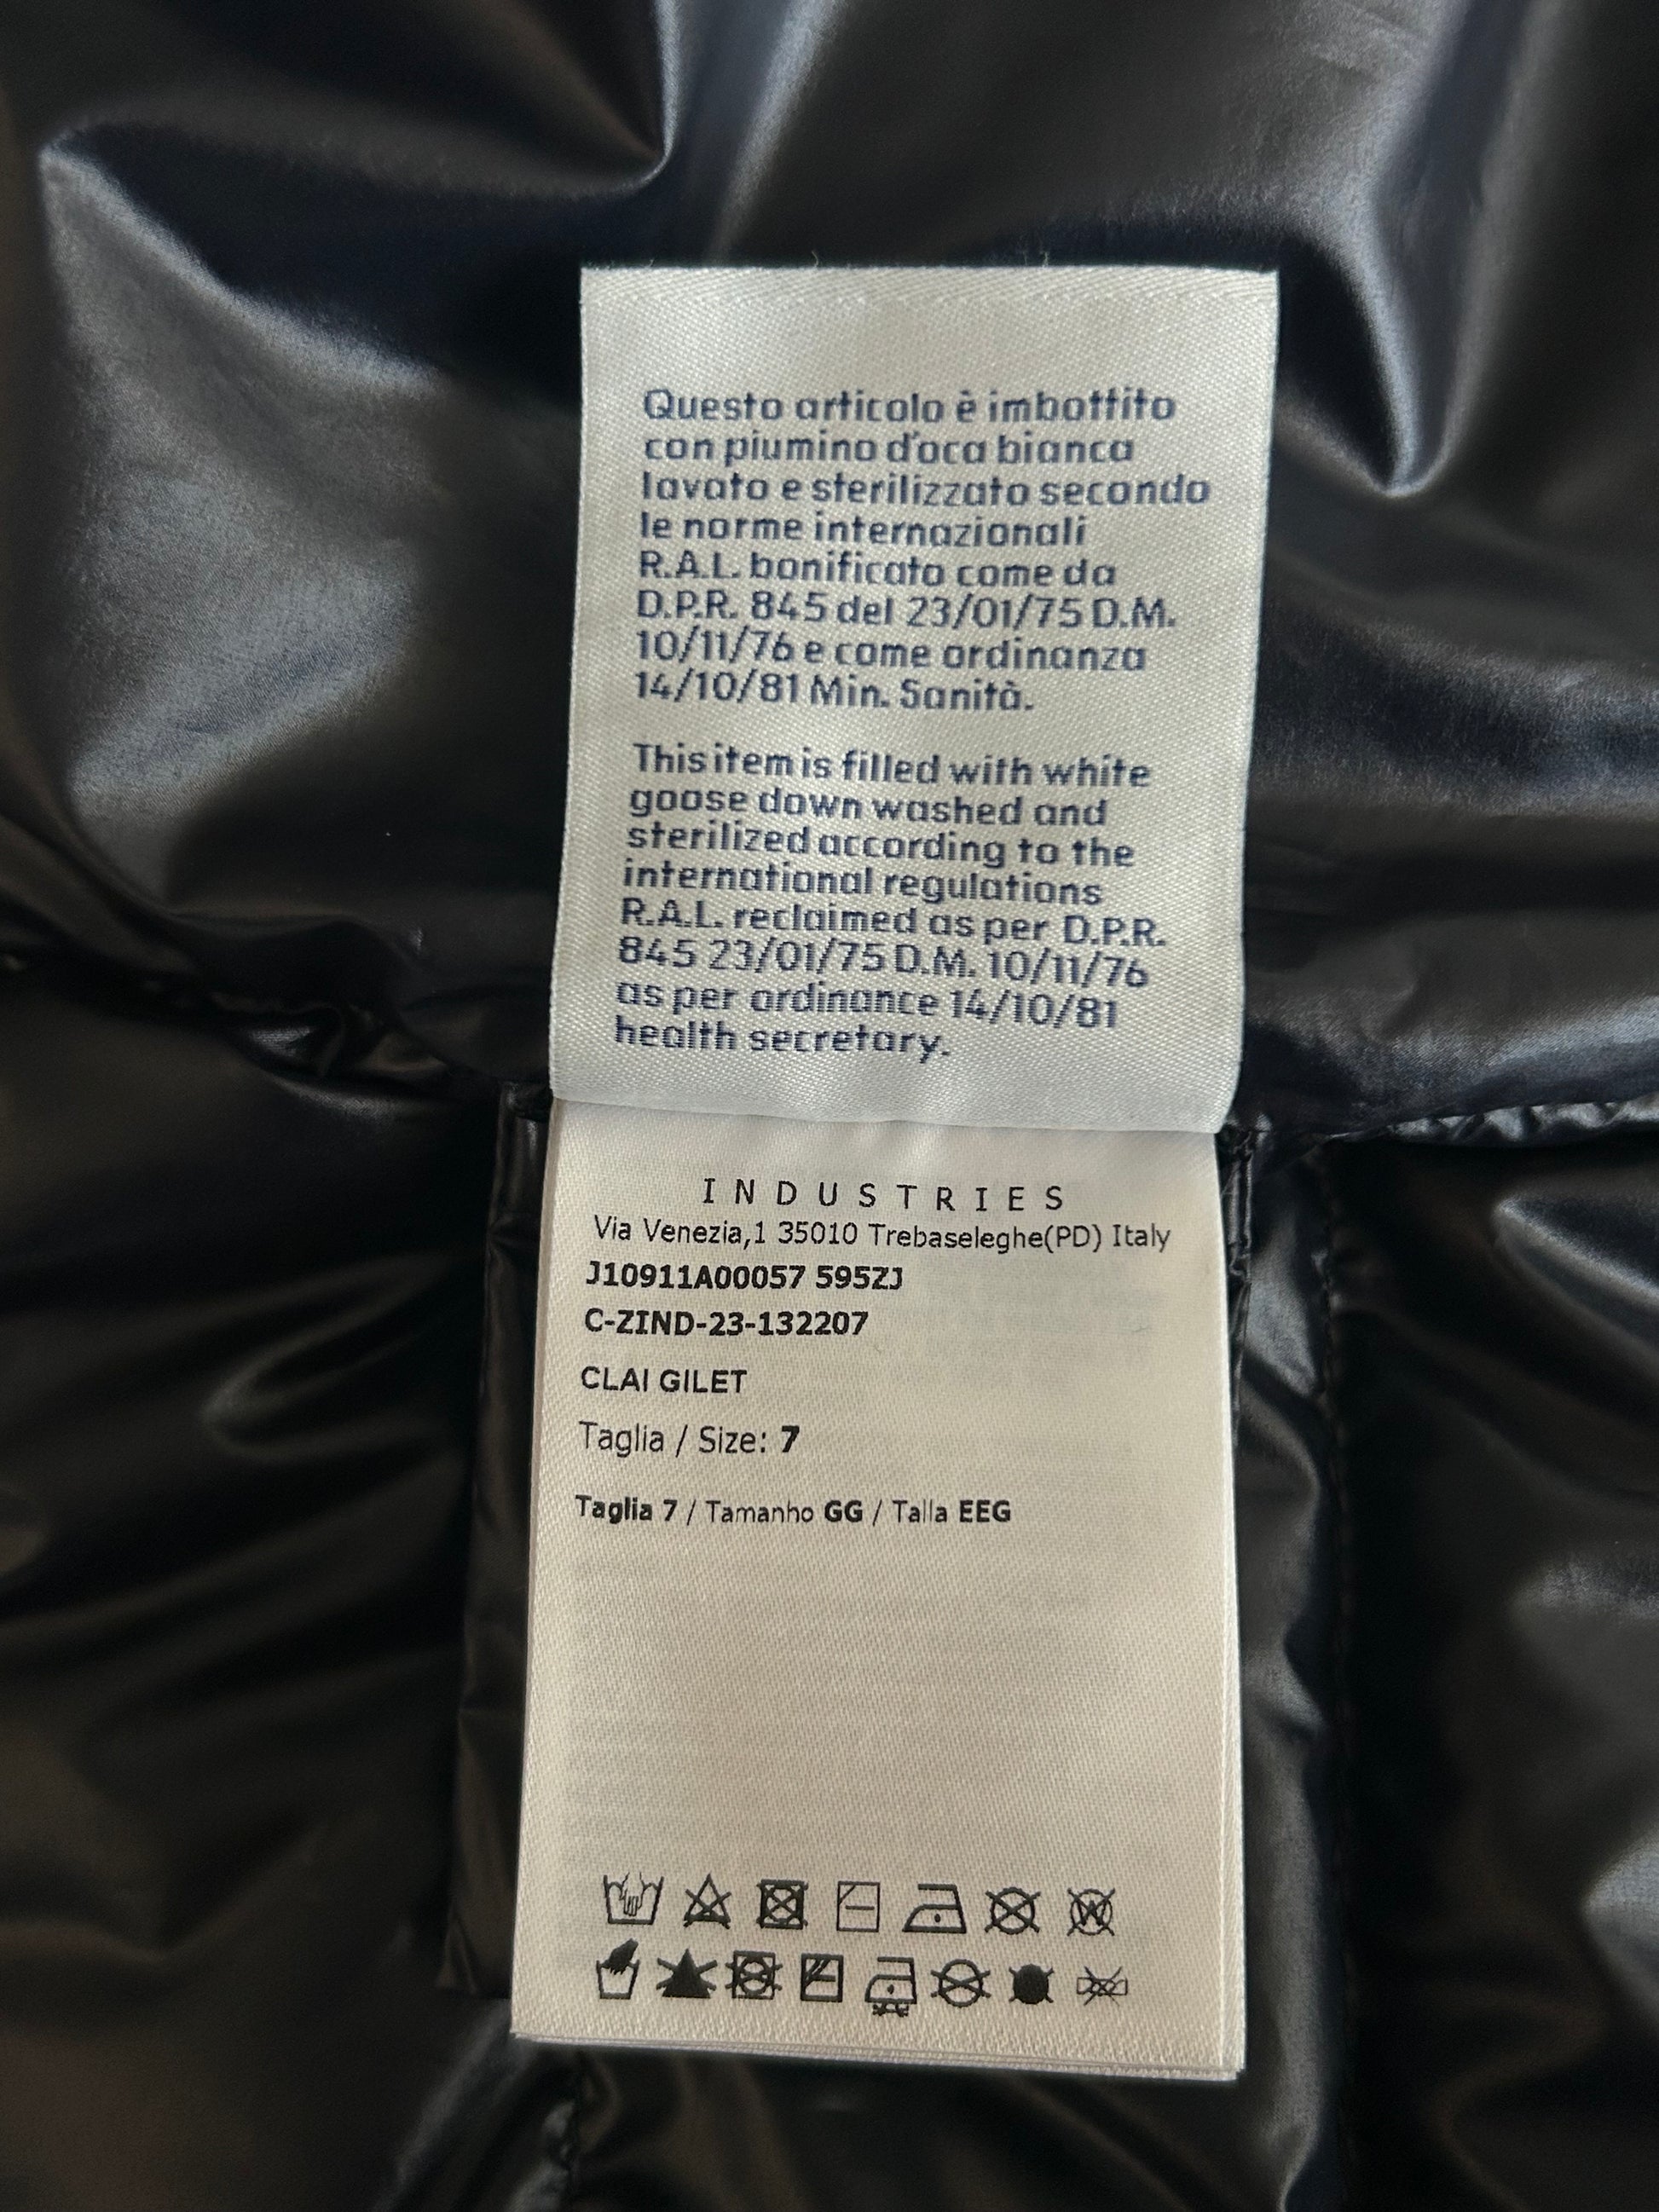 Questo articolo è imbottito
con piumino d'oca bianca
lavato e sterilizzato secondo
le norme internazionali
R.A.L. bonificato come da
D.P.R. 845 del 23/01/75 D.M.
10/11/76 e come ordinanza
14/10/81 Min. Sanità.
This item is filled with white
goose down washed and
sterilized according to the
international regulations
R.A.L. reclaimed as per D.P.R.
845 23/01/75 D.M. 10/11/76
as per ordinance 14/10/81
health secretary.
INDUSTRIES
Via Venezia,1 35010 Trebaseleghe(PD) Italy
J10911A00057 595ZJ
C-ZIND-23-132207
CLAI GILET
Taglia / Size: 7
Taglia 7 / Tamanho GG / Talla EEG